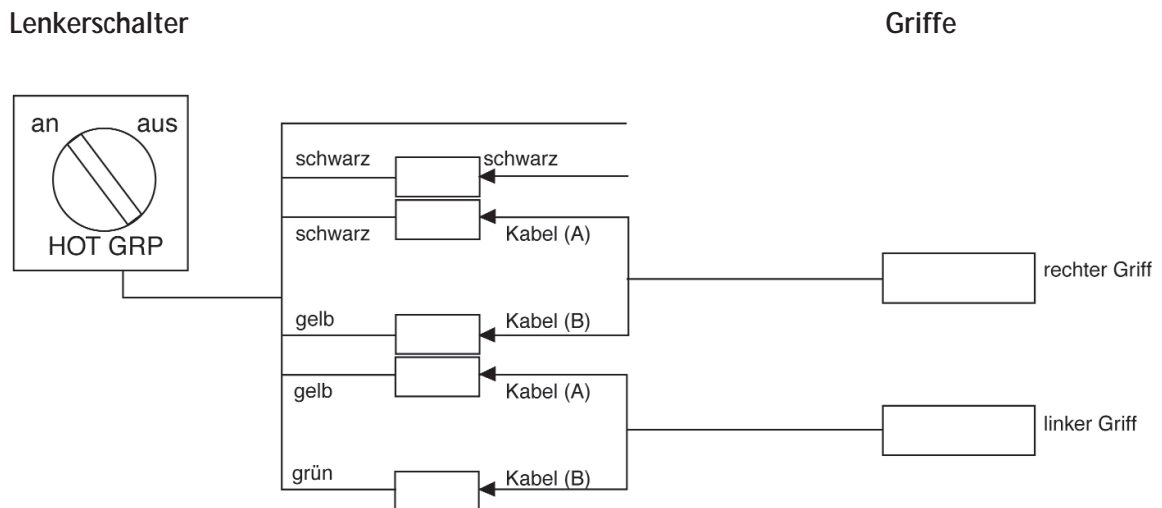 Lenkerschalter
Griffe
an aus
HOT GRP
schwarz
schwarz
schwarz
Kabel (A)
rechter Griff
gelb
Kabel (B)
gelb
Kabel (A)
linker Griff
grün
Kabel (B)